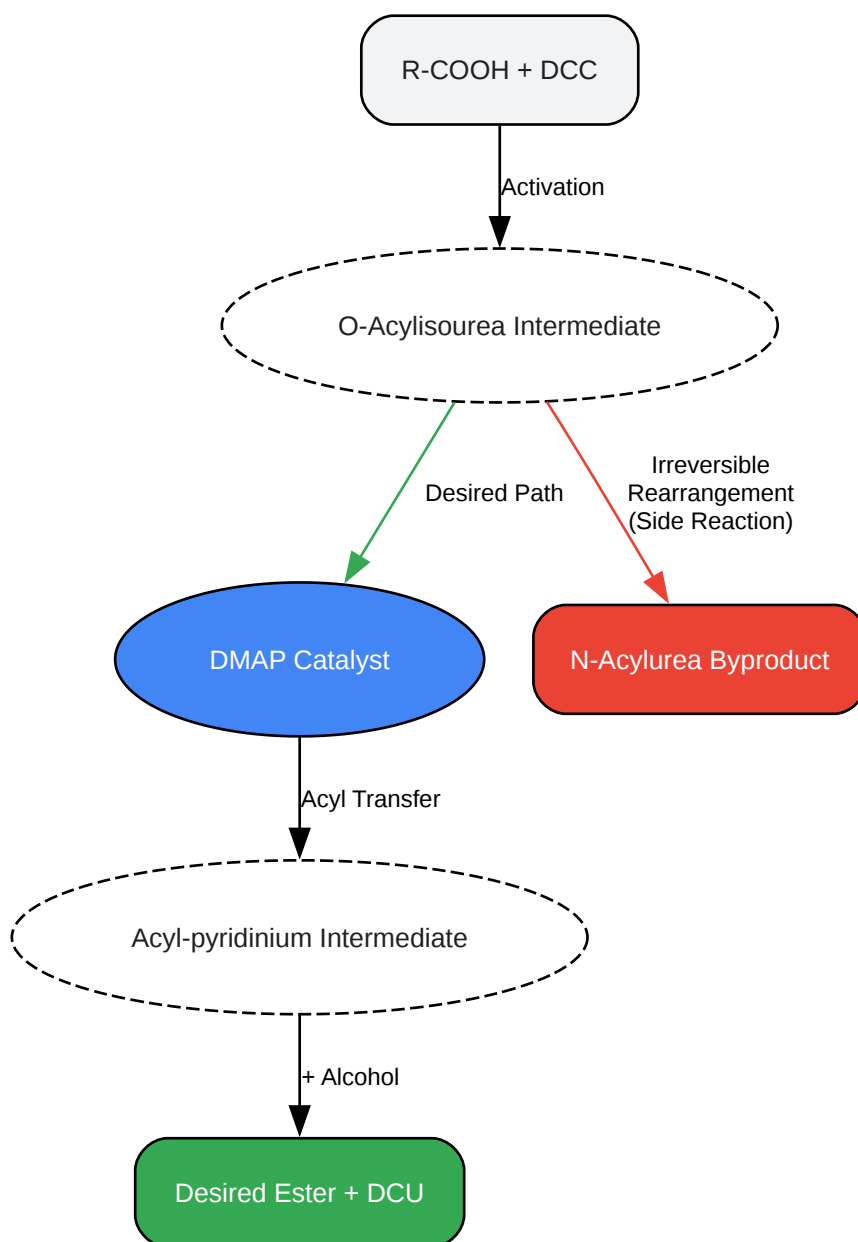 R-COOH + DCC
Activation
O-Acylisourea Intermediate
Desired Path
Irreversible
Rearrangement
(Side Reaction)
DMAP Catalyst
N-Acylurea Byproduct
Acyl Transfer
Acyl-pyridinium Intermediate
+ Alcohol
Desired Ester + DCU